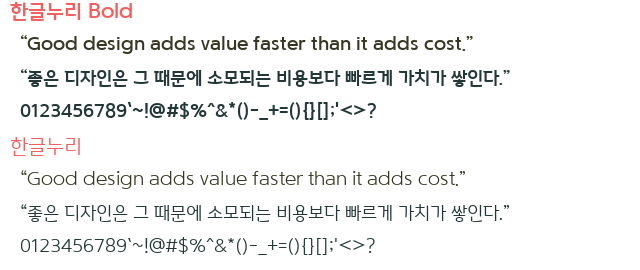 한글누리 Bold
“Good design adds value faster than it adds cost.”
“좋은 디자인은 그 때문에 소모되는 비용보다 빠르게 가치가 쌓인다.”
0123456789`~!@#$%^&*()-_+=(){}[];'<>?
한글누리
“Good design adds value faster than it adds cost.”
“좋은 디자인은 그 때문에 소모되는 비용보다 빠르게 가치가 쌓인다.”
0123456789`~!@#$%^&*()-_+=(){}[];'<>?